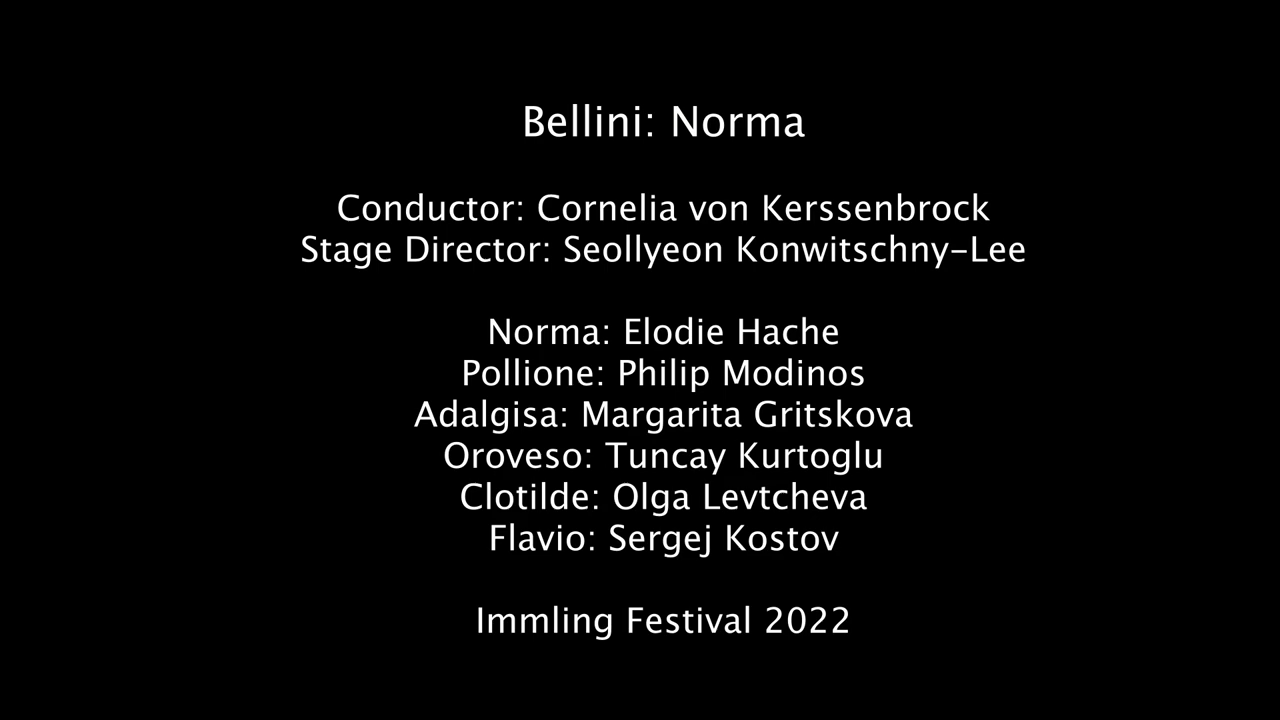 Bellini: Norma
Conductor: Cornelia von Kerssenbrock
Stage Director: Seollyeon Konwitschny-Lee
Norma: Elodie Hache
Pollione: Philip Modinos
Adalgisa: Margarita Gritskova
Oroveso: Tuncay Kurtoglu
Clotilde: Olga Levtcheva
Flavio: Sergej Kostov
Immling Festival 2022